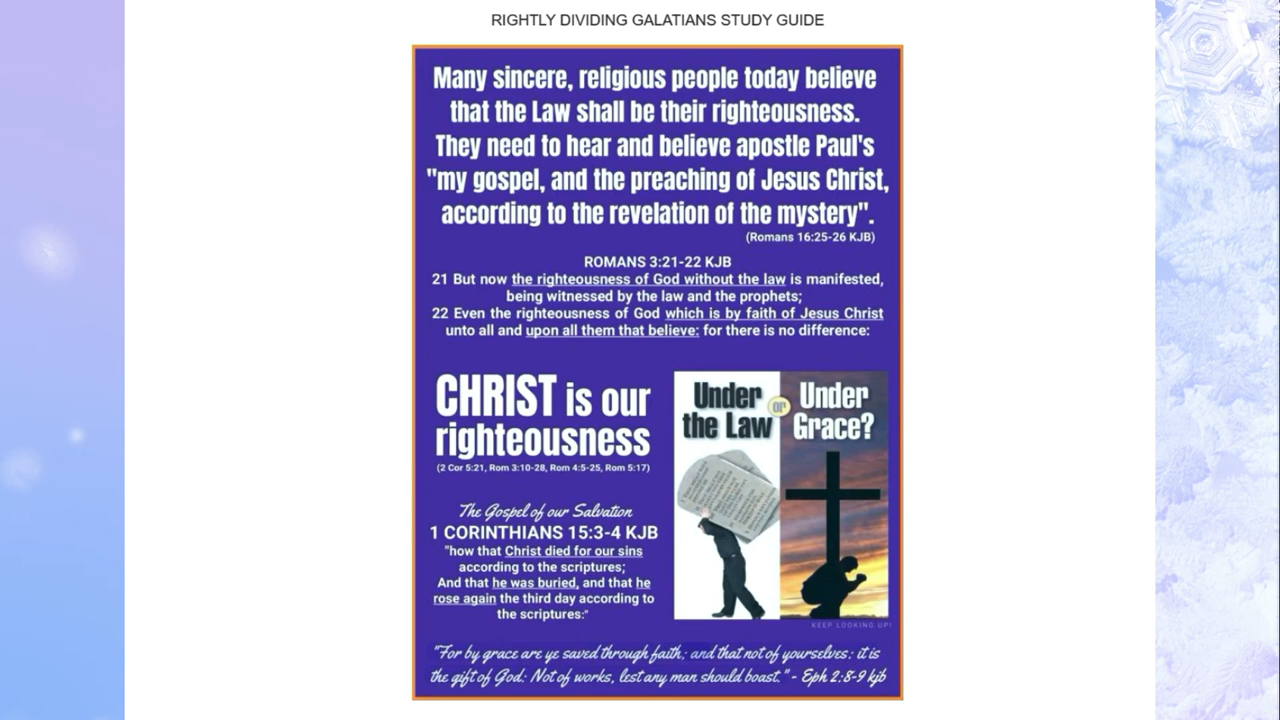 RIGHTLY DIVIDING GALATIANS STUDY GUIDE
Many sincere, religious people today believe
that the Law shall be their righteousness.
They need to hear and believe apostle Paul's
"my gospel, and the preaching of Jesus Christ,
according to the revelation of the mystery".
(Romans 16:25-26 KJB)
ROMANS 3:21-22 KJB
21 But now the righteousness of God without the law is manifested,
being witnessed by the law and the prophets;
22 Even the righteousness of God which is by faith of Jesus Christ
unto all and upon all them that believe: for there is no difference:
CHRIST is our
righteousness
(2 Cor 5:21, Rom 3:10-28, Rom 4:5-25, Rom 5:17)
The Gospel of our Salvation
1 CORINTHIANS 15:3-4 KJB
"how that Christ died for our sins
according to the scriptures;
And that he was buried, and that he
rose again the third day according to
the scriptures:"
Under
the Law
or
Under
Grace?
KEEP LOOKING UP!
"For by grace are ye saved through faith; and that not of yourselves: it is
the gift of God: Not of works, lest any man should boast." - Eph 2:8-9 kjb